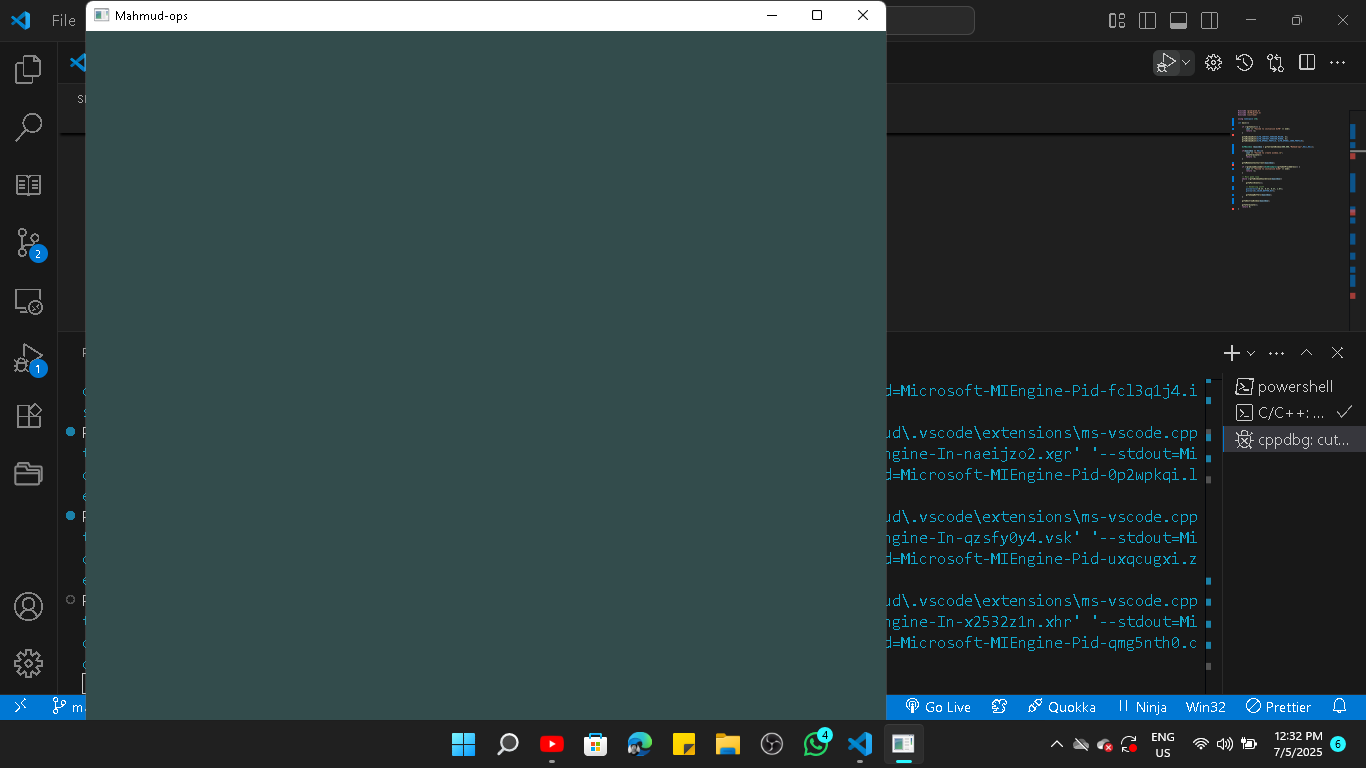 Mahmud-ops
File
2
1
d=Microsoft-MIEngine-Pid-fcl3q1j4.i
ud\.vscode\extensions\ms-vscode.cpp
ngine-In-naeijzo2.xgr' '--stdout=Mi
d=Microsoft-MIEngine-Pid-0p2wpkqi.l
ud\.vscode\extensions\ms-vscode.cpp
ngine-In-qzsfy0y4.vsk' '--stdout=Mi
d=Microsoft-MIEngine-Pid-uxqcugxi.z
ud\.vscode\extensions\ms-vscode.cpp
ngine-In-x2532z1n.xhr' '--stdout=Mi
d=Microsoft-MIEngine-Pid-qmg5nth0.c
powershell
C/C++: ...
cppdbg: cut...
Go Live
Quokka
Ninja
Win32
Prettier
4
ENG
US
12:32 PM
7/5/2025
6